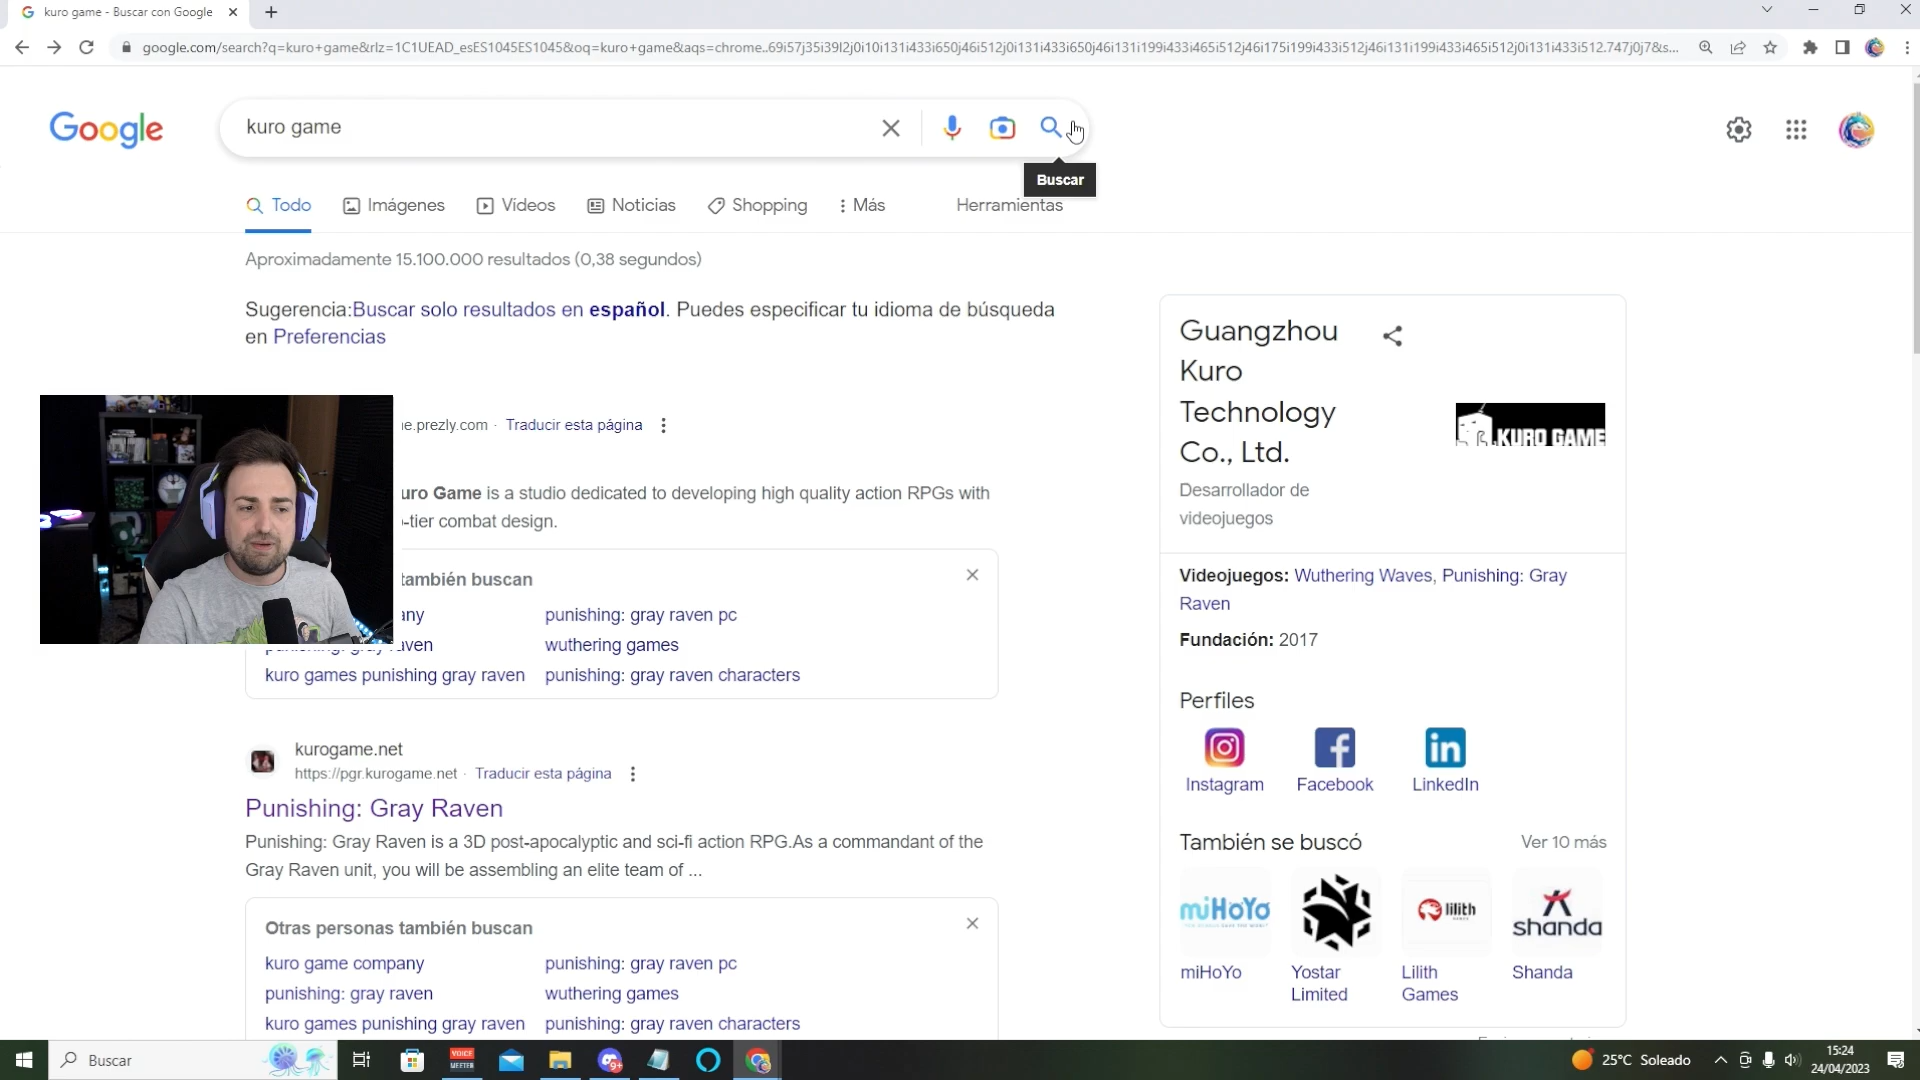 kuro game - Buscar con Google
google.com/search?q=kuro+game&rlz=1C1UEAD_esES1045ES1045&oq=kuro+game&aqs=chrome..69i57j35i39l2j0i10i131i433i650j46i512j0i131i433i650j46i131i199i433i465i512j46i175i199i433i512j46i131i199i433i465i512j0i131i433i512.747j0j7&s...
Google
kuro game
Buscar
Todo
Imágenes
Vídeos
Noticias
Shopping
Más
Herramientas
Aproximadamente 15.100.000 resultados (0,38 segundos)
Sugerencia:Buscar solo resultados en español. Puedes especificar tu idioma de búsqueda
en Preferencias
e.prezly.com · Traducir esta página
uro Game is a studio dedicated to developing high quality action RPGs with
-tier combat design.
también buscan
any
punishing: gray raven pc
punishing: gray raven
wuthering games
kuro games punishing gray raven
punishing: gray raven characters
kurogame.net
https://pgr.kurogame.net · Traducir esta página
Punishing: Gray Raven
Punishing: Gray Raven is a 3D post-apocalyptic and sci-fi action RPG.As a commandant of the
Gray Raven unit, you will be assembling an elite team of ...
Otras personas también buscan
kuro game company
punishing: gray raven pc
punishing: gray raven
wuthering games
kuro games punishing gray raven
punishing: gray raven characters
Guangzhou
Kuro
Technology
Co., Ltd.
KURO GAME
Desarrollador de
videojuegos
Videojuegos: Wuthering Waves, Punishing: Gray
Raven
Fundación: 2017
Perfiles
Instagram
Facebook
LinkedIn
También se buscó
Ver 10 más
miHoYo
lilith
shanda
miHoYo
Yostar
Limited
Lilith
Games
Shanda
Buscar
VOICE
MEETER
9+
25°C Soleado
15:24
24/04/2023